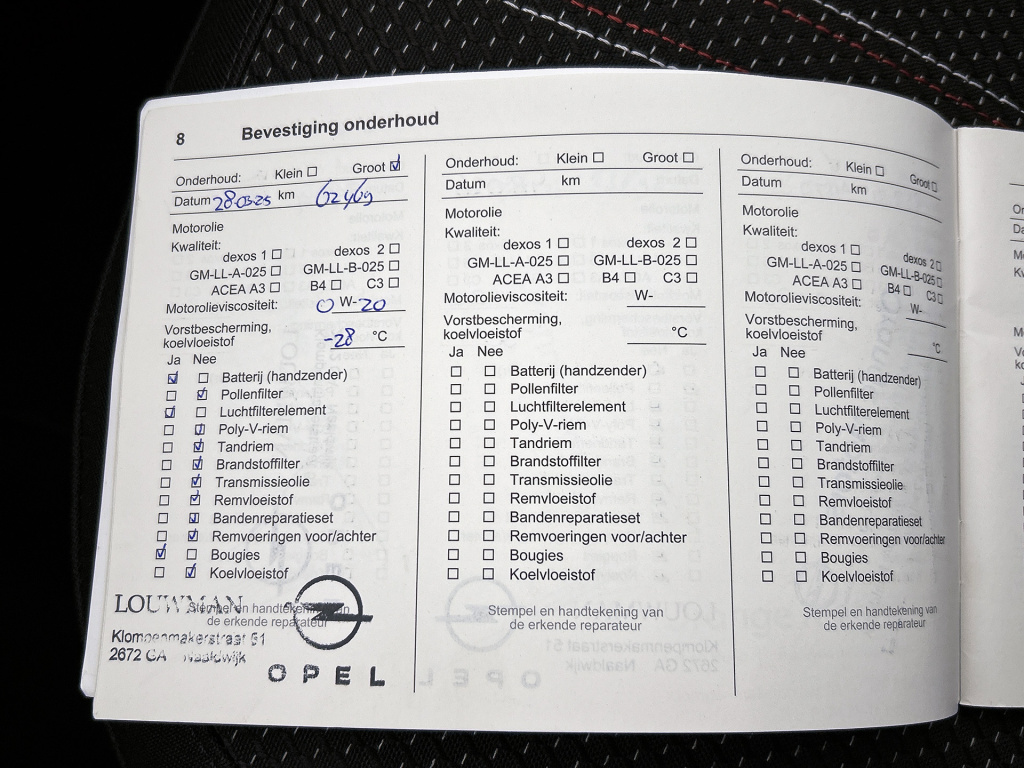 8 Bevestiging onderhoud
Onderhoud: Klein ☐ Groot ☑
Datum 28-03-25 km 62469
Motorolie
Kwaliteit:
dexos 1 ☐ dexos 2 ☐
GM-LL-A-025 ☐ GM-LL-B-025 ☐
ACEA A3 ☐ B4 ☐ C3 ☐
Motorolieviscositeit: 0 W-20
Vorstbescherming,
koelvloeistof -28 °C
Ja Nee
☑ ☐ Batterij (handzender)
☐ ☑ Pollenfilter
☑ ☐ Luchtfilterelement
☐ ☑ Poly-V-riem
☐ ☑ Tandriem
☐ ☑ Brandstoffilter
☐ ☑ Transmissieolie
☐ ☑ Remvloeistof
☐ ☑ Bandenreparatieset
☐ ☑ Remvoeringen voor/achter
☑ ☐ Bougies
☐ ☑ Koelvloeistof
Stempel en handtekening van
de erkende reparateur
LOUWMAN
Klompenmakerstraat 51
2672 GA Naaldwijk
OPEL
Onderhoud: Klein ☐ Groot ☐
Datum km
Motorolie
Kwaliteit:
dexos 1 ☐ dexos 2 ☐
GM-LL-A-025 ☐ GM-LL-B-025 ☐
ACEA A3 ☐ B4 ☐ C3 ☐
Motorolieviscositeit: W-
Vorstbescherming,
koelvloeistof °C
Ja Nee
☐ ☐ Batterij (handzender)
☐ ☐ Pollenfilter
☐ ☐ Luchtfilterelement
☐ ☐ Poly-V-riem
☐ ☐ Tandriem
☐ ☐ Brandstoffilter
☐ ☐ Transmissieolie
☐ ☐ Remvloeistof
☐ ☐ Bandenreparatieset
☐ ☐ Remvoeringen voor/achter
☐ ☐ Bougies
☐ ☐ Koelvloeistof
Stempel en handtekening van
de erkende reparateur
Onderhoud: Klein ☐ Groot ☐
Datum km
Motorolie
Kwaliteit:
dexos 1 ☐ dexos 2 ☐
GM-LL-A-025 ☐ GM-LL-B-025 ☐
ACEA A3 ☐ B4 ☐ C3 ☐
Motorolieviscositeit: W-
Vorstbescherming,
koelvloeistof °C
Ja Nee
☐ ☐ Batterij (handzender)
☐ ☐ Pollenfilter
☐ ☐ Luchtfilterelement
☐ ☐ Poly-V-riem
☐ ☐ Tandriem
☐ ☐ Brandstoffilter
☐ ☐ Transmissieolie
☐ ☐ Remvloeistof
☐ ☐ Bandenreparatieset
☐ ☐ Remvoeringen voor/achter
☐ ☐ Bougies
☐ ☐ Koelvloeistof
Stempel en handtekening van
de erkende reparateur